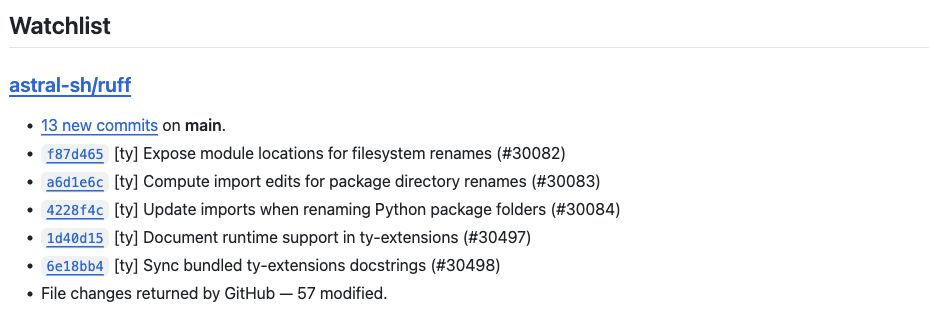 Watchlist
astral-sh/ruff
• 13 new commits on main.
• f87d465 [ty] Expose module locations for filesystem renames (#30082)
• a6d1e6c [ty] Compute import edits for package directory renames (#30083)
• 4228f4c [ty] Update imports when renaming Python package folders (#30084)
• 1d40d15 [ty] Document runtime support in ty-extensions (#30497)
• 6e18bb4 [ty] Sync bundled ty-extensions docstrings (#30498)
• File changes returned by GitHub — 57 modified.